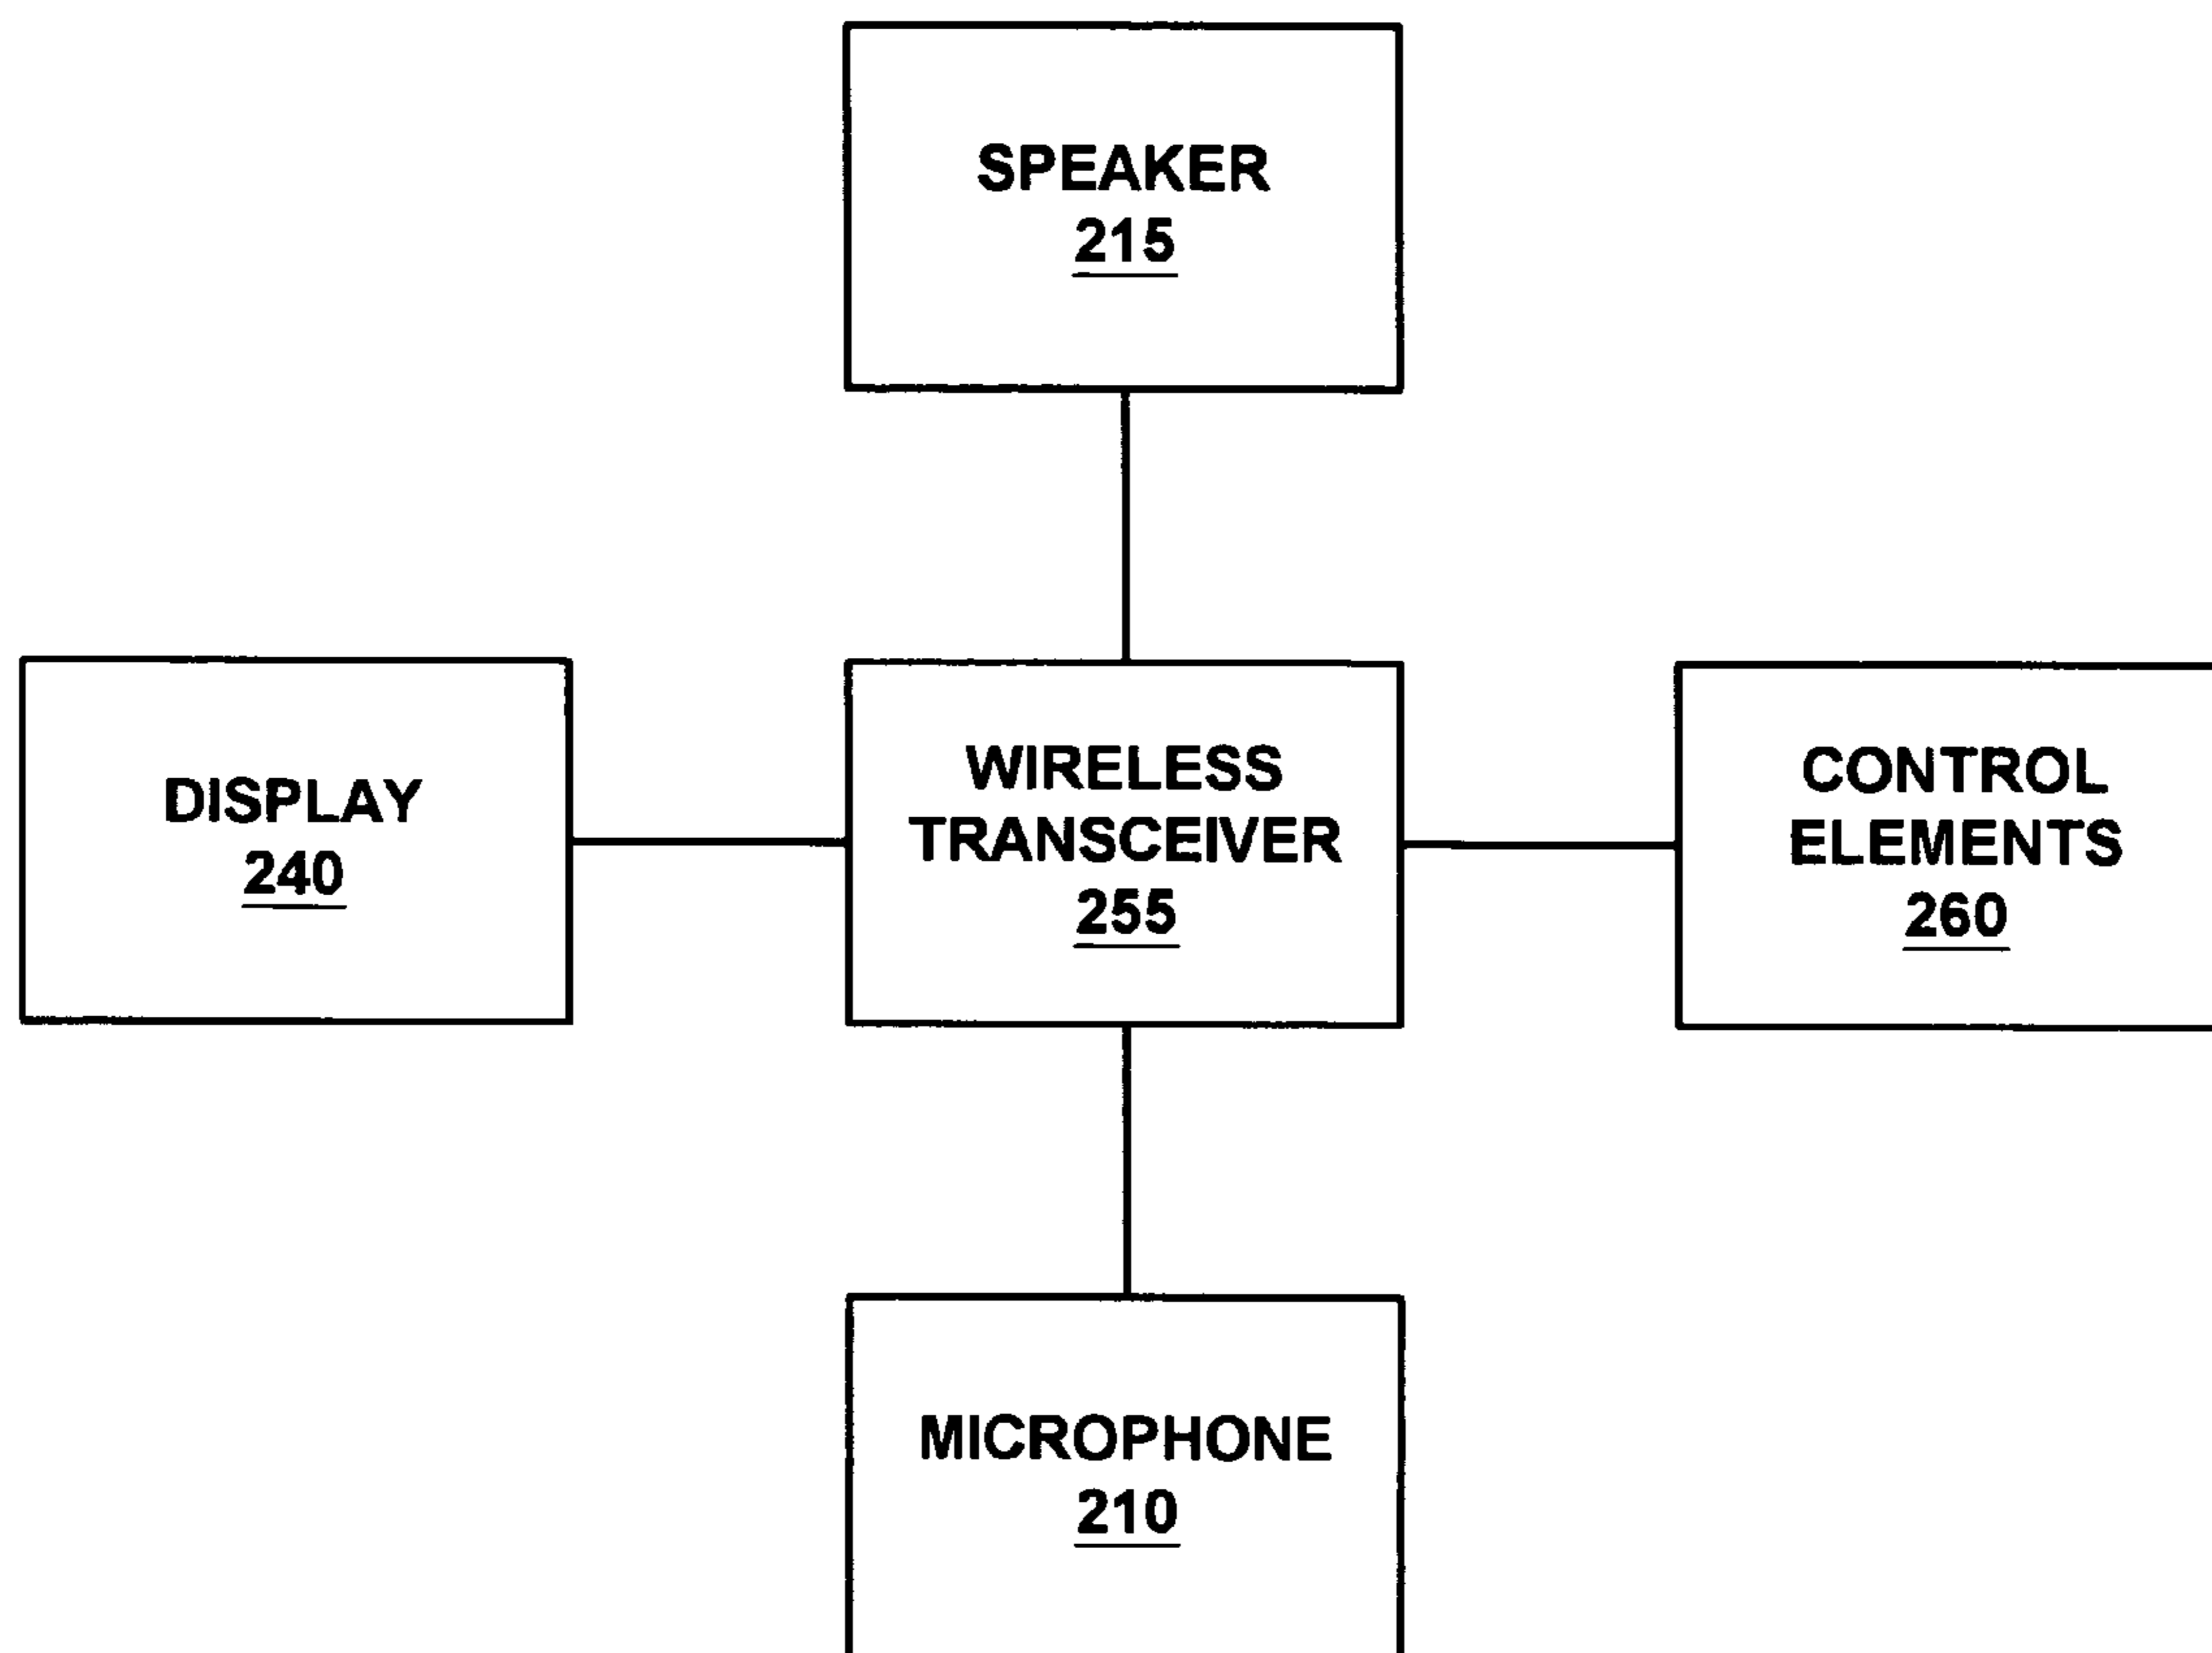 SPEAKER
215
DISPLAY
240
WIRELESS
TRANSCEIVER
255
CONTROL
ELEMENTS
260
MICROPHONE
210